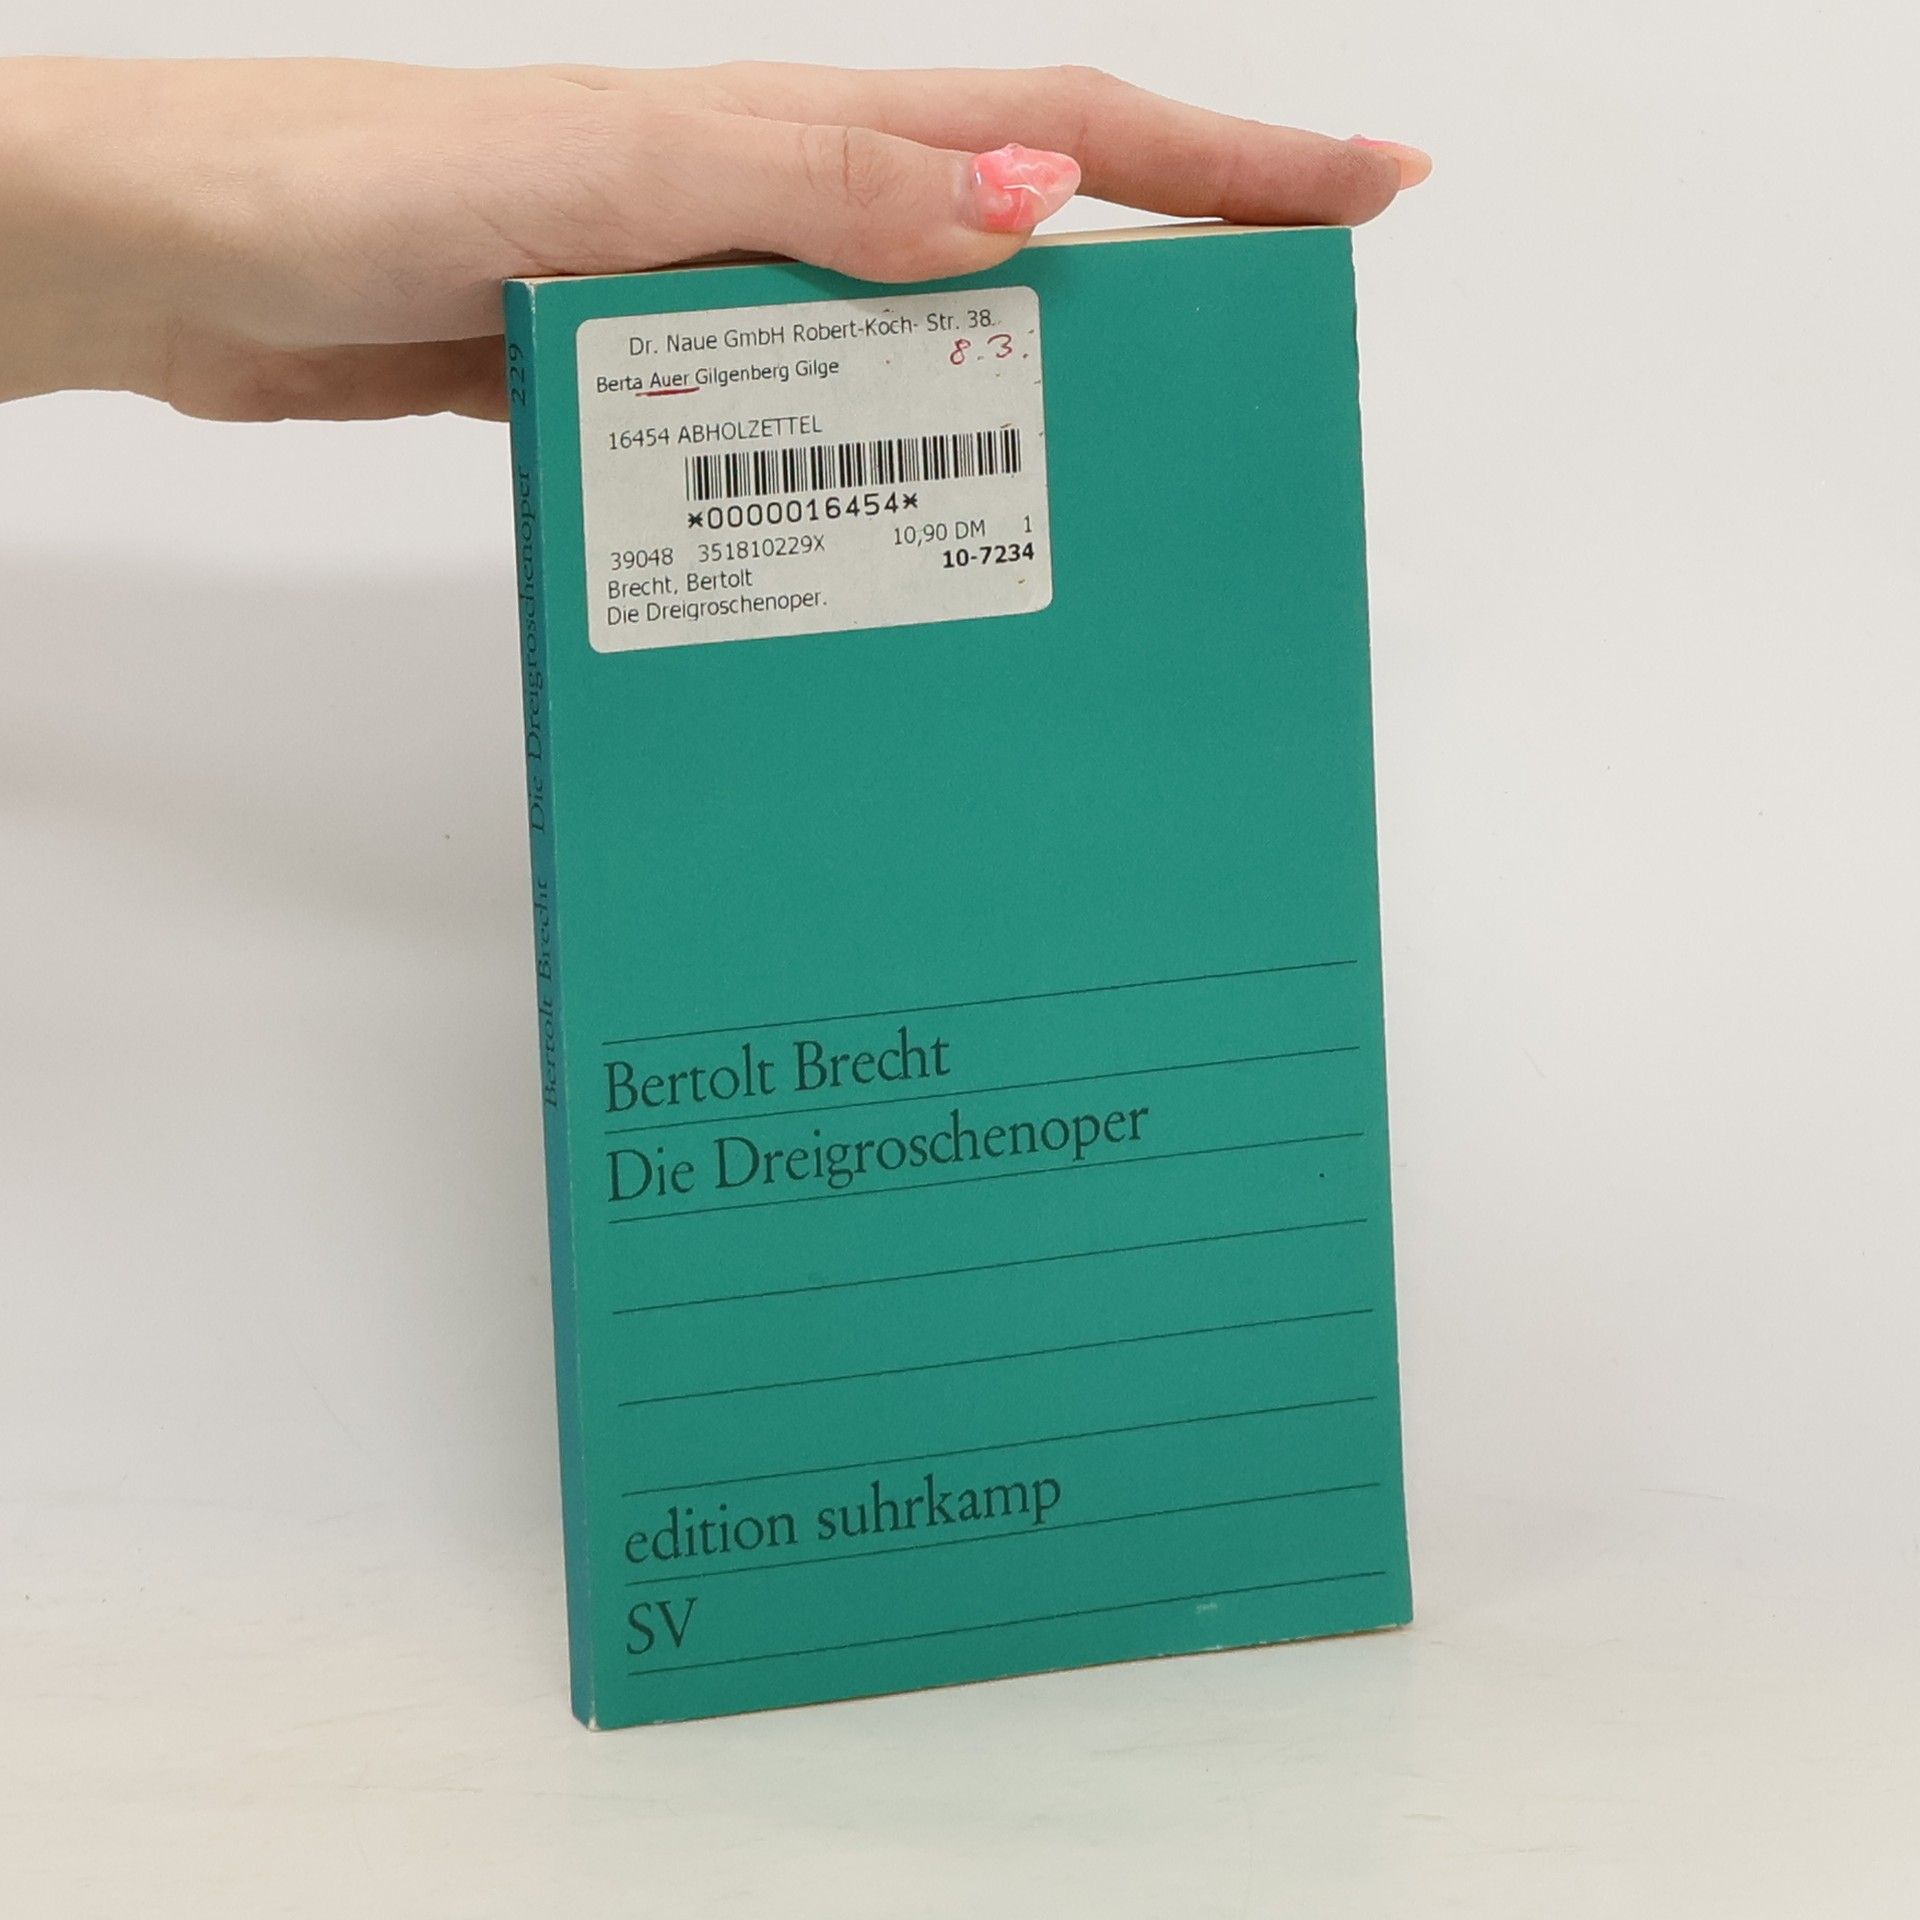 Dr. Naue GmbH Robert-Koch- Str. 38
8.3.
Berta Auer Gilgenberg Gilge
16454 ABHOLZETTEL
*0000016454*
39048 351810229X 10,90 DM 1
10-7234
Brecht, Bertolt
Die Dreigroschenoper.
Bertolt Brecht Die Dreigroschenoper 229
Bertolt Brecht
Die Dreigroschenoper
edition suhrkamp
SV